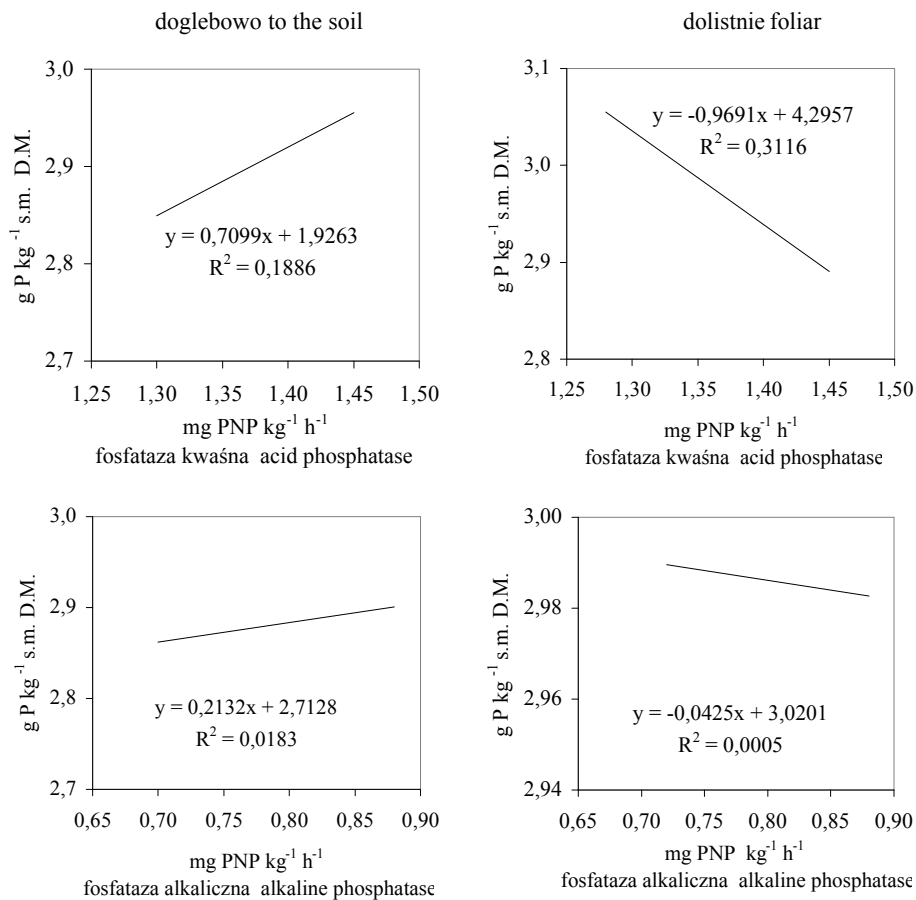 doglebowo to the soil
3,0
2,9
2,8
2,7
g P kg⁻¹ s.m. D.M.
y = 0,7099x + 1,9263
R² = 0,1886
1,25 1,30 1,35 1,40 1,45 1,50
mg PNP kg⁻¹ h⁻¹
fosfataza kwaśna acid phosphatase
dolistnie foliar
3,1
3,0
2,9
2,8
g P kg⁻¹ s.m. D.M.
y = -0,9691x + 4,2957
R² = 0,3116
1,25 1,30 1,35 1,40 1,45 1,50
mg PNP kg⁻¹ h⁻¹
fosfataza kwaśna acid phosphatase
3,0
2,9
2,8
2,7
g P kg⁻¹ s.m. D.M.
y = 0,2132x + 2,7128
R² = 0,0183
0,65 0,70 0,75 0,80 0,85 0,90
mg PNP kg⁻¹ h⁻¹
fosfataza alkaliczna alkaline phosphatase
3,00
2,98
2,96
2,94
g P kg⁻¹ s.m. D.M.
y = -0,0425x + 3,0201
R² = 0,0005
0,65 0,70 0,75 0,80 0,85 0,90
mg PNP kg⁻¹ h⁻¹
fosfataza alkaliczna alkaline phosphatase